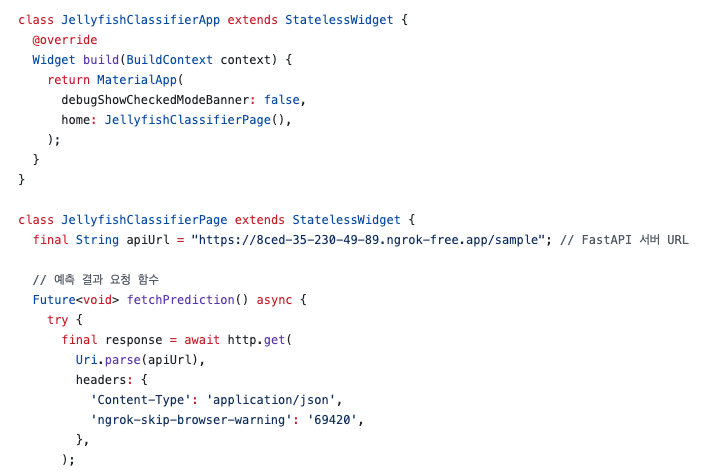 class JellyfishClassifierApp extends StatelessWidget {
  @override
  Widget build(BuildContext context) {
    return MaterialApp(
      debugShowCheckedModeBanner: false,
      home: JellyfishClassifierPage(),
    );
  }
}

class JellyfishClassifierPage extends StatelessWidget {
  final String apiUrl = "https://8ced-35-230-49-89.ngrok-free.app/sample"; // FastAPI 서버 URL

  // 예측 결과 요청 함수
  Future<void> fetchPrediction() async {
    try {
      final response = await http.get(
        Uri.parse(apiUrl),
        headers: {
          'Content-Type': 'application/json',
          'ngrok-skip-browser-warning': '69420',
        },
      );